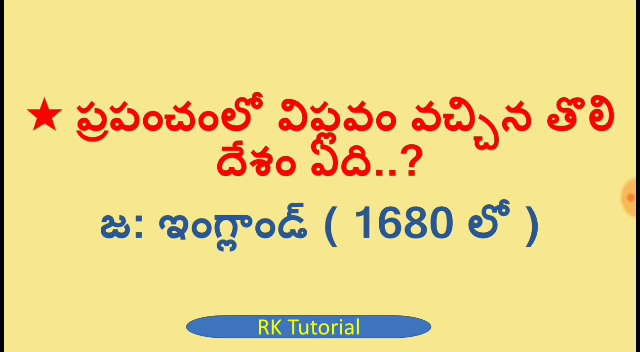 ★ ప్రపంచంలో విప్లవం వచ్చిన తొలి
దేశం ఏది..?
జ: ఇంగ్లాండ్ ( 1680 లో )
RK Tutorial